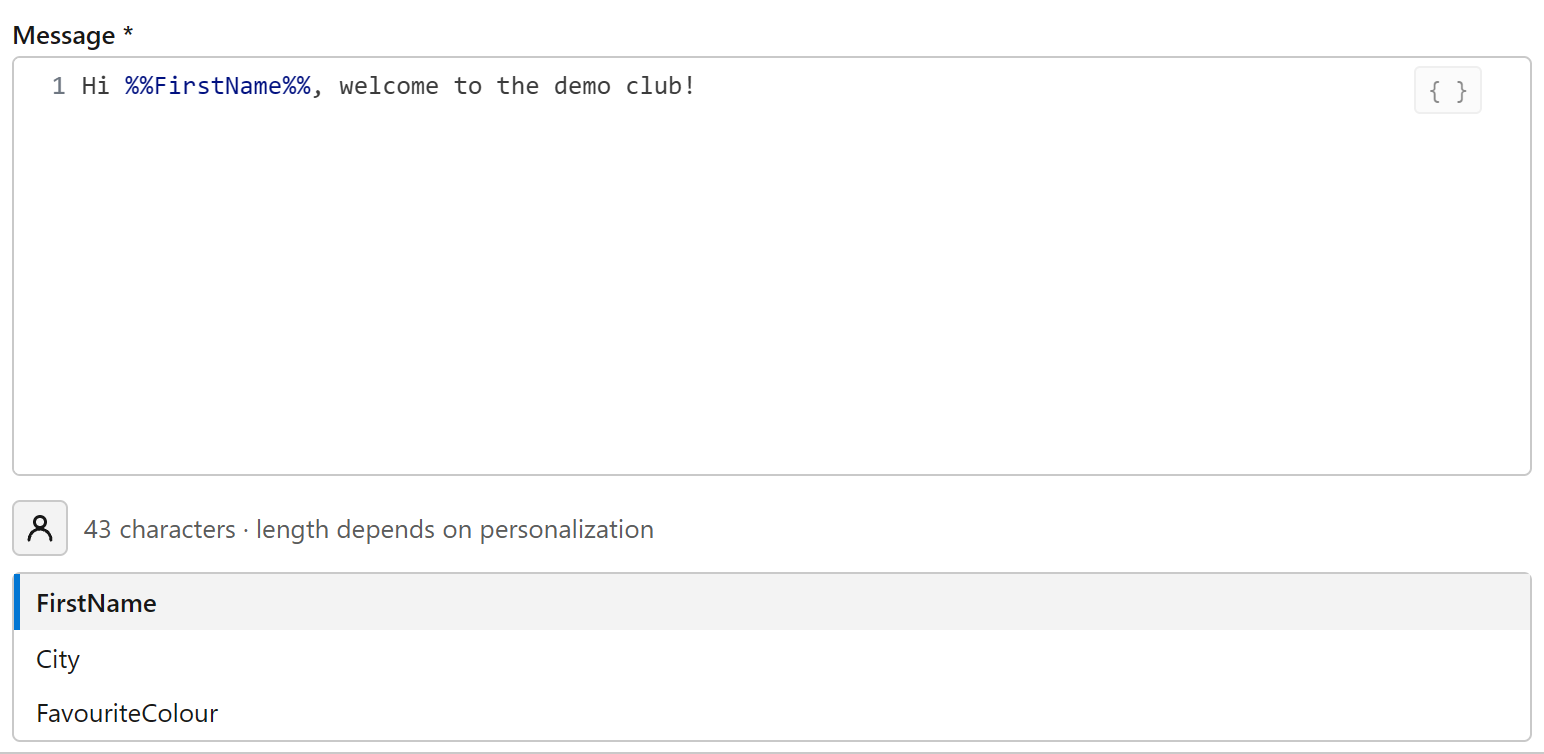 Message *
1 Hi %%FirstName%%, welcome to the demo club!
{ }
43 characters · length depends on personalization
FirstName
City
FavouriteColour